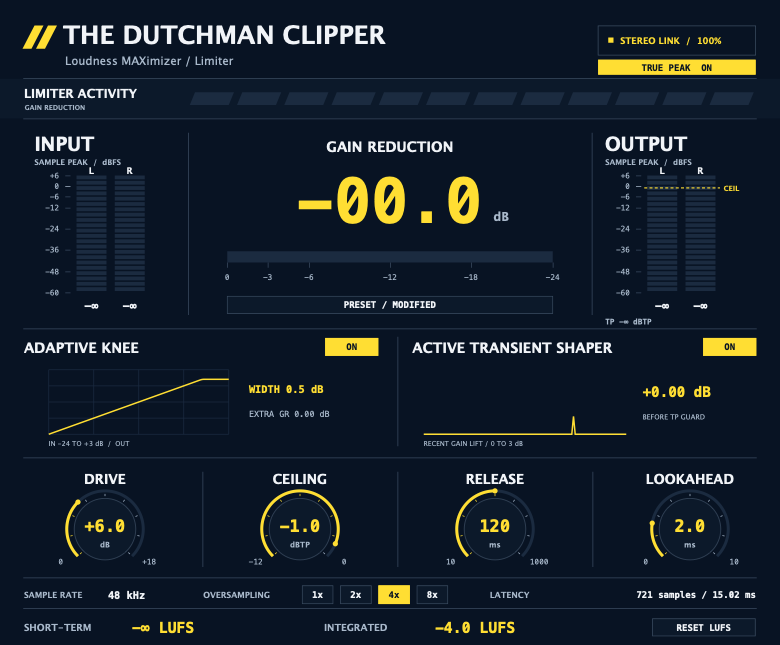 THE DUTCHMAN CLIPPER
Loudness MAXimizer / Limiter
STEREO LINK / 100%
TRUE PEAK ON
LIMITER ACTIVITY
GAIN REDUCTION
INPUT
SAMPLE PEAK / dBFS
L R
+6
0
−6
−12
−24
−36
−48
−60
−∞ −∞
GAIN REDUCTION
−00.0 dB
0 −3 −6 −12 −18 −24
PRESET / MODIFIED
OUTPUT
SAMPLE PEAK / dBFS
L R
+6
0
CEIL
−6
−12
−24
−36
−48
−60
−∞ −∞
TP −∞ dBTP
ADAPTIVE KNEE
ON
WIDTH 0.5 dB
EXTRA GR 0.00 dB
IN −24 TO +3 dB / OUT
ACTIVE TRANSIENT SHAPER
ON
+0.00 dB
BEFORE TP GUARD
RECENT GAIN LIFT / 0 TO 3 dB
DRIVE
+6.0
dB
0 +18
CEILING
−1.0
dBTP
−12 0
RELEASE
120
ms
10 1000
LOOKAHEAD
2.0
ms
0 10
SAMPLE RATE 48 kHz OVERSAMPLING 1x 2x 4x 8x LATENCY 721 samples / 15.02 ms
SHORT-TERM −∞ LUFS INTEGRATED −4.0 LUFS RESET LUFS